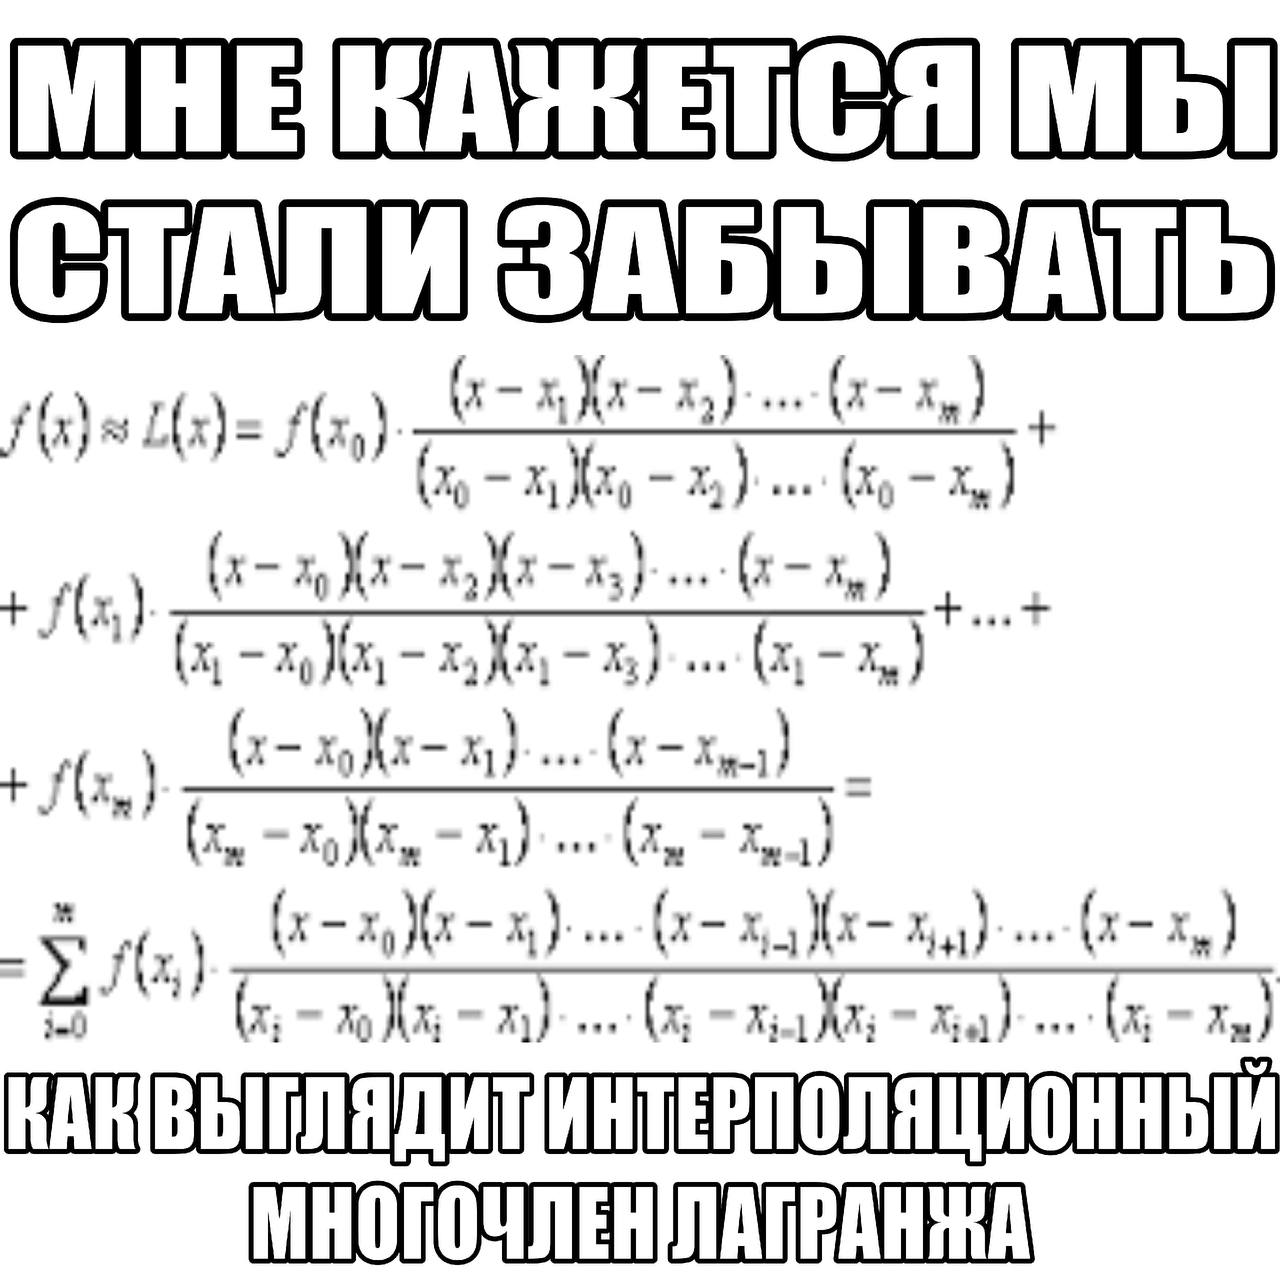 МНЕ КАЖЕТСЯ МЫ
СТАЛИ ЗАБЫВАТЬ
f(x) ≈ L(x) = f(x₀) · ((x − x₁)(x − x₂) · ... · (x − xₘ)) / ((x₀ − x₁)(x₀ − x₂) · ... · (x₀ − xₘ)) +
+ f(x₁) · ((x − x₀)(x − x₂)(x − x₃) · ... · (x − xₘ)) / ((x₁ − x₀)(x₁ − x₂)(x₁ − x₃) · ... · (x₁ − xₘ)) + ... +
+ f(xₘ) · ((x − x₀)(x − x₁) · ... · (x − xₘ₋₁)) / ((xₘ − x₀)(xₘ − x₁) · ... · (xₘ − xₘ₋₁)) =
= ∑ᵢ₌₀ᵐ f(xᵢ) · ((x − x₀)(x − x₁) · ... · (x − xᵢ₋₁)(x − xᵢ₊₁) · ... · (x − xₘ)) / ((xᵢ − x₀)(xᵢ − x₁) · ... · (xᵢ − xᵢ₋₁)(xᵢ − xᵢ₊₁) · ... · (xᵢ − xₘ)).
КАК ВЫГЛЯДИТ ИНТЕРПОЛЯЦИОННЫЙ
МНОГОЧЛЕН ЛАГРАНЖА